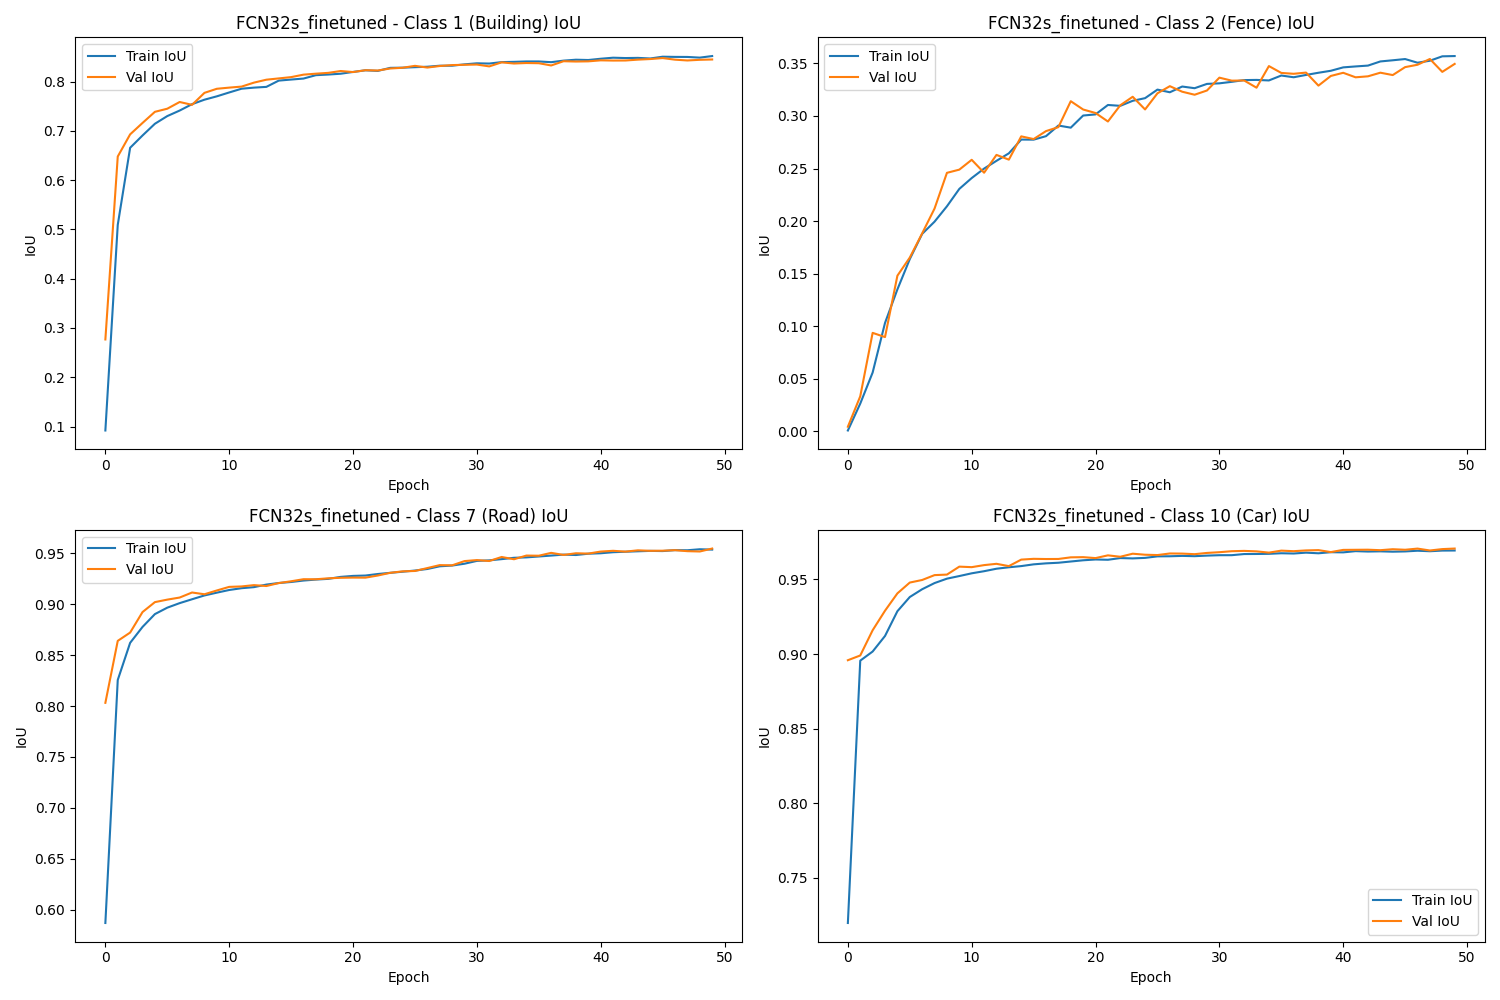 FCN32s_finetuned - Class 1 (Building) IoU
Train IoU
Val IoU
0.8
0.7
0.6
0.5
0.4
0.3
0.2
0.1
IoU
0 10 20 30 40 50
Epoch
FCN32s_finetuned - Class 2 (Fence) IoU
Train IoU
Val IoU
0.35
0.30
0.25
0.20
0.15
0.10
0.05
0.00
IoU
0 10 20 30 40 50
Epoch
FCN32s_finetuned - Class 7 (Road) IoU
Train IoU
Val IoU
0.95
0.90
0.85
0.80
0.75
0.70
0.65
0.60
IoU
0 10 20 30 40 50
Epoch
FCN32s_finetuned - Class 10 (Car) IoU
0.95
0.90
0.85
0.80
0.75
IoU
Train IoU
Val IoU
0 10 20 30 40 50
Epoch